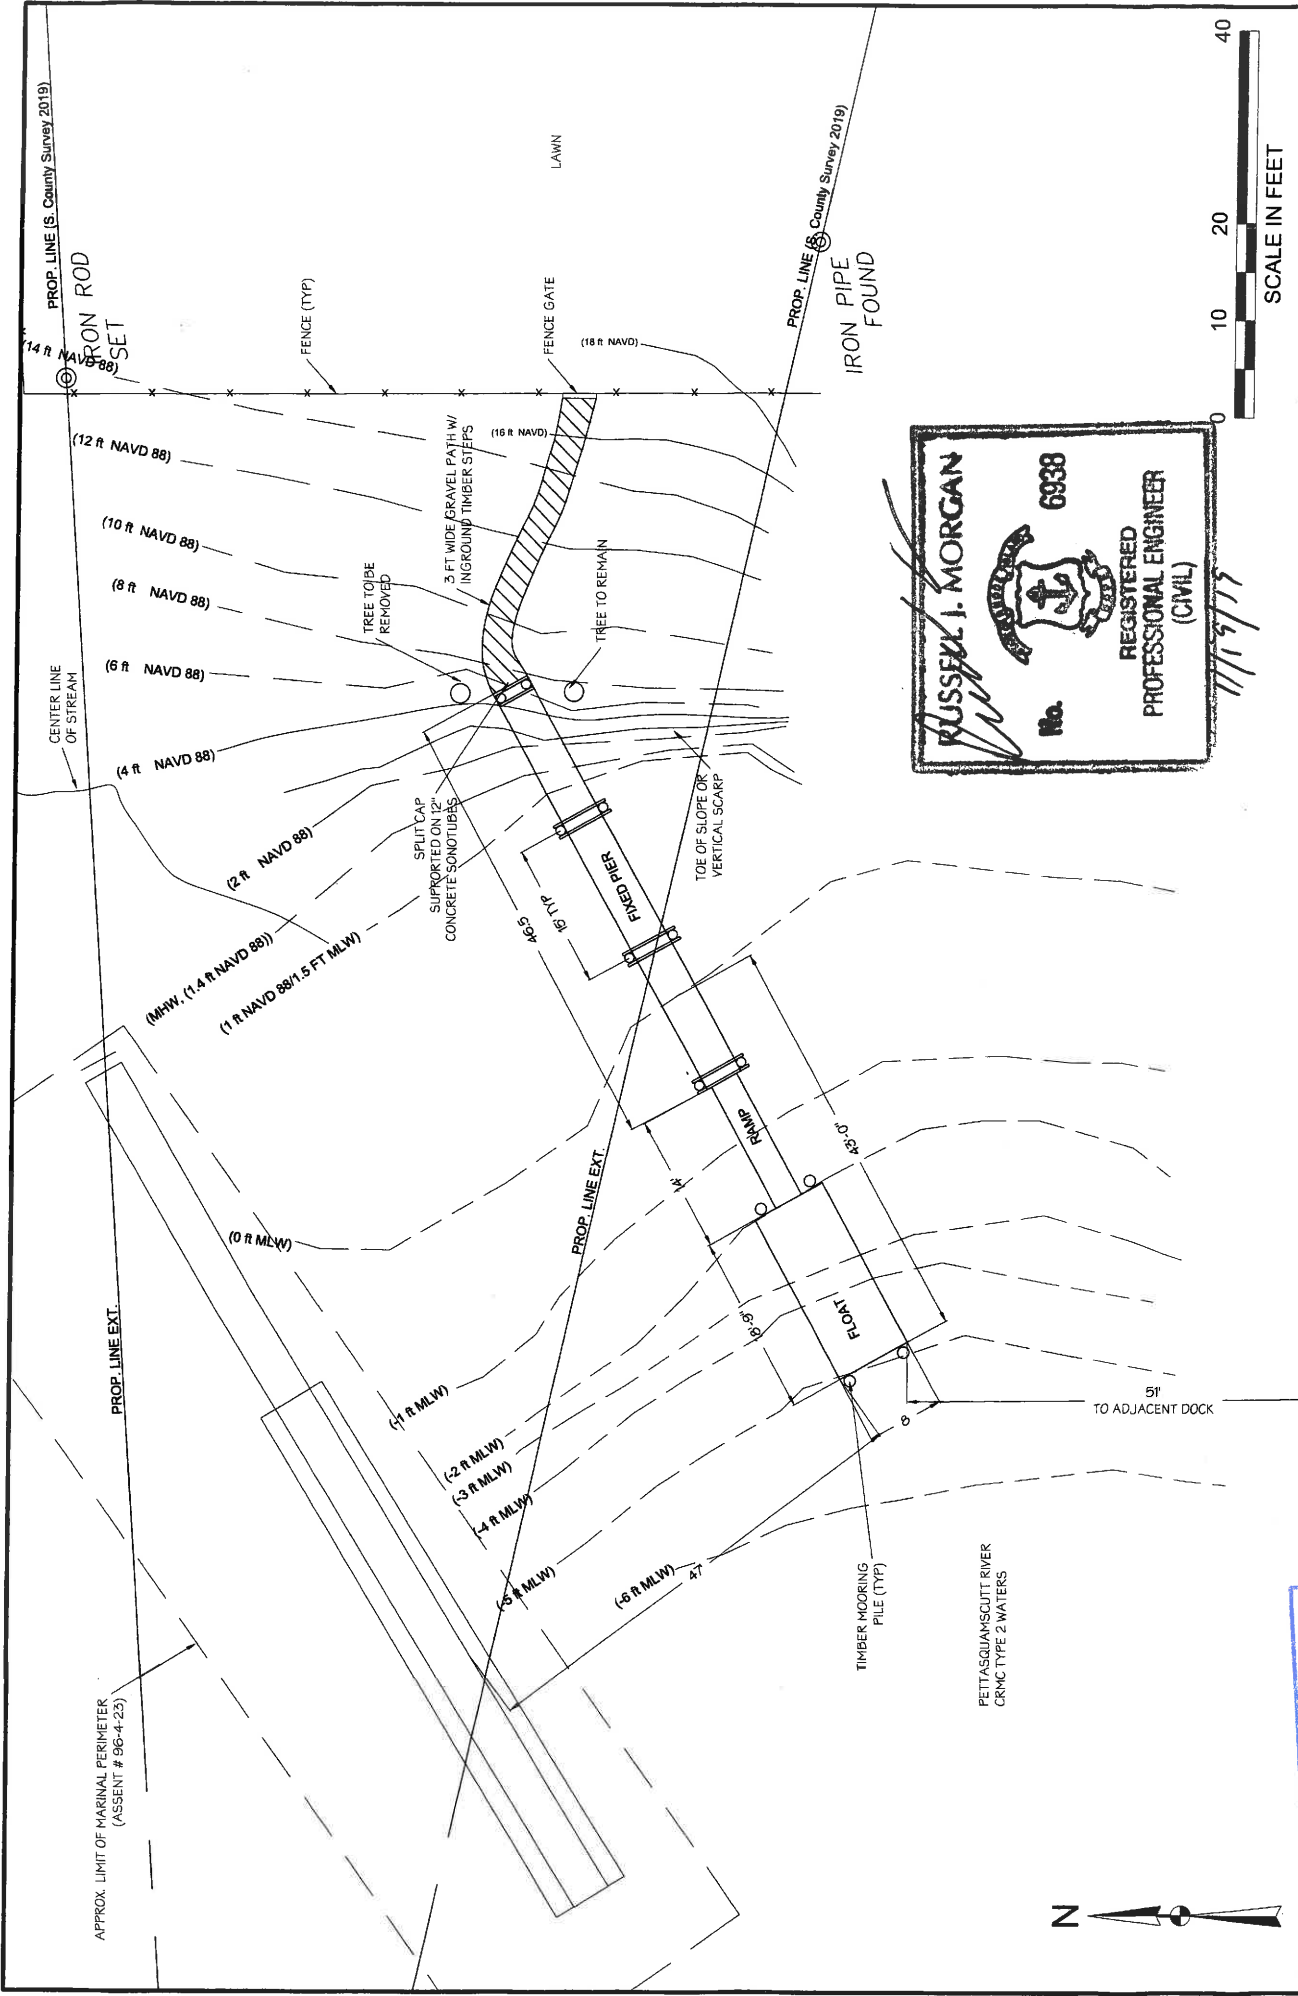 PROP. LINE (S. County Survey 2019)
IRON ROD
SET
(14 ft NAVD 88)
(12 ft NAVD 88)
(10 ft NAVD 88)
(8 ft NAVD 88)
(6 ft NAVD 88)
(4 ft NAVD 88)
(2 ft NAVD 88)
(MHW, (1.4 ft NAVD 88))
(1 ft NAVD 88/1.5 FT MLW)
CENTER LINE
OF STREAM
FENCE (TYP)
FENCE GATE
LAWN
(18 ft NAVD)
(16 ft NAVD)
3 FT WIDE GRAVEL PATH W/
INGROUND TIMBER STEPS
TREE TO BE
REMOVED
TREE TO REMAIN
PROP. LINE (S. County Survey 2019)
IRON PIPE
FOUND
SPLIT CAP
SUPPORTED ON 12"
CONCRETE SONOTUBES
TOE OF SLOPE OR
VERTICAL SCARP
46.5
15' TYP
FIXED PIER
RAMP
FLOAT
14'
43'-0"
18'-9"
8
47'
51'
TO ADJACENT DOCK
PROP. LINE EXT.
PROP. LINE EXT.
(0 ft MLW)
(-1 ft MLW)
(-2 ft MLW)
(-3 ft MLW)
(-4 ft MLW)
(-5 ft MLW)
(-6 ft MLW)
APPROX. LIMIT OF MARINAL PERIMETER
(ASSENT # 96-4-23)
TIMBER MOORING
PILE (TYP)
PETTASQUAMSCUTT RIVER
CRMC TYPE 2 WATERS
RUSSELL J. MORGAN
No. 6938
REGISTERED
PROFESSIONAL ENGINEER
(CIVIL)
0 10 20 40
SCALE IN FEET
N